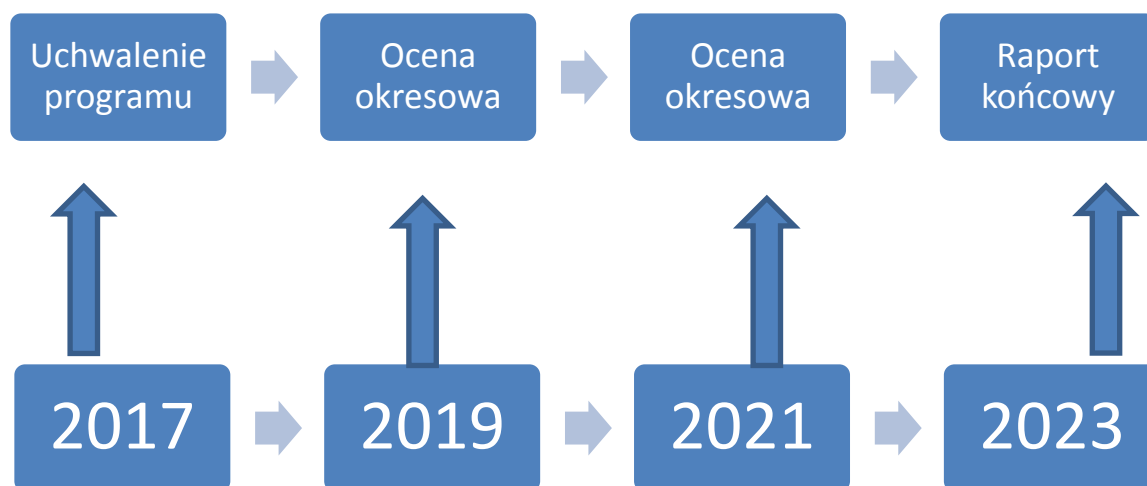 Uchwalenie
programu
Ocena
okresowa
Ocena
okresowa
Raport
końcowy
2017
2019
2021
2023